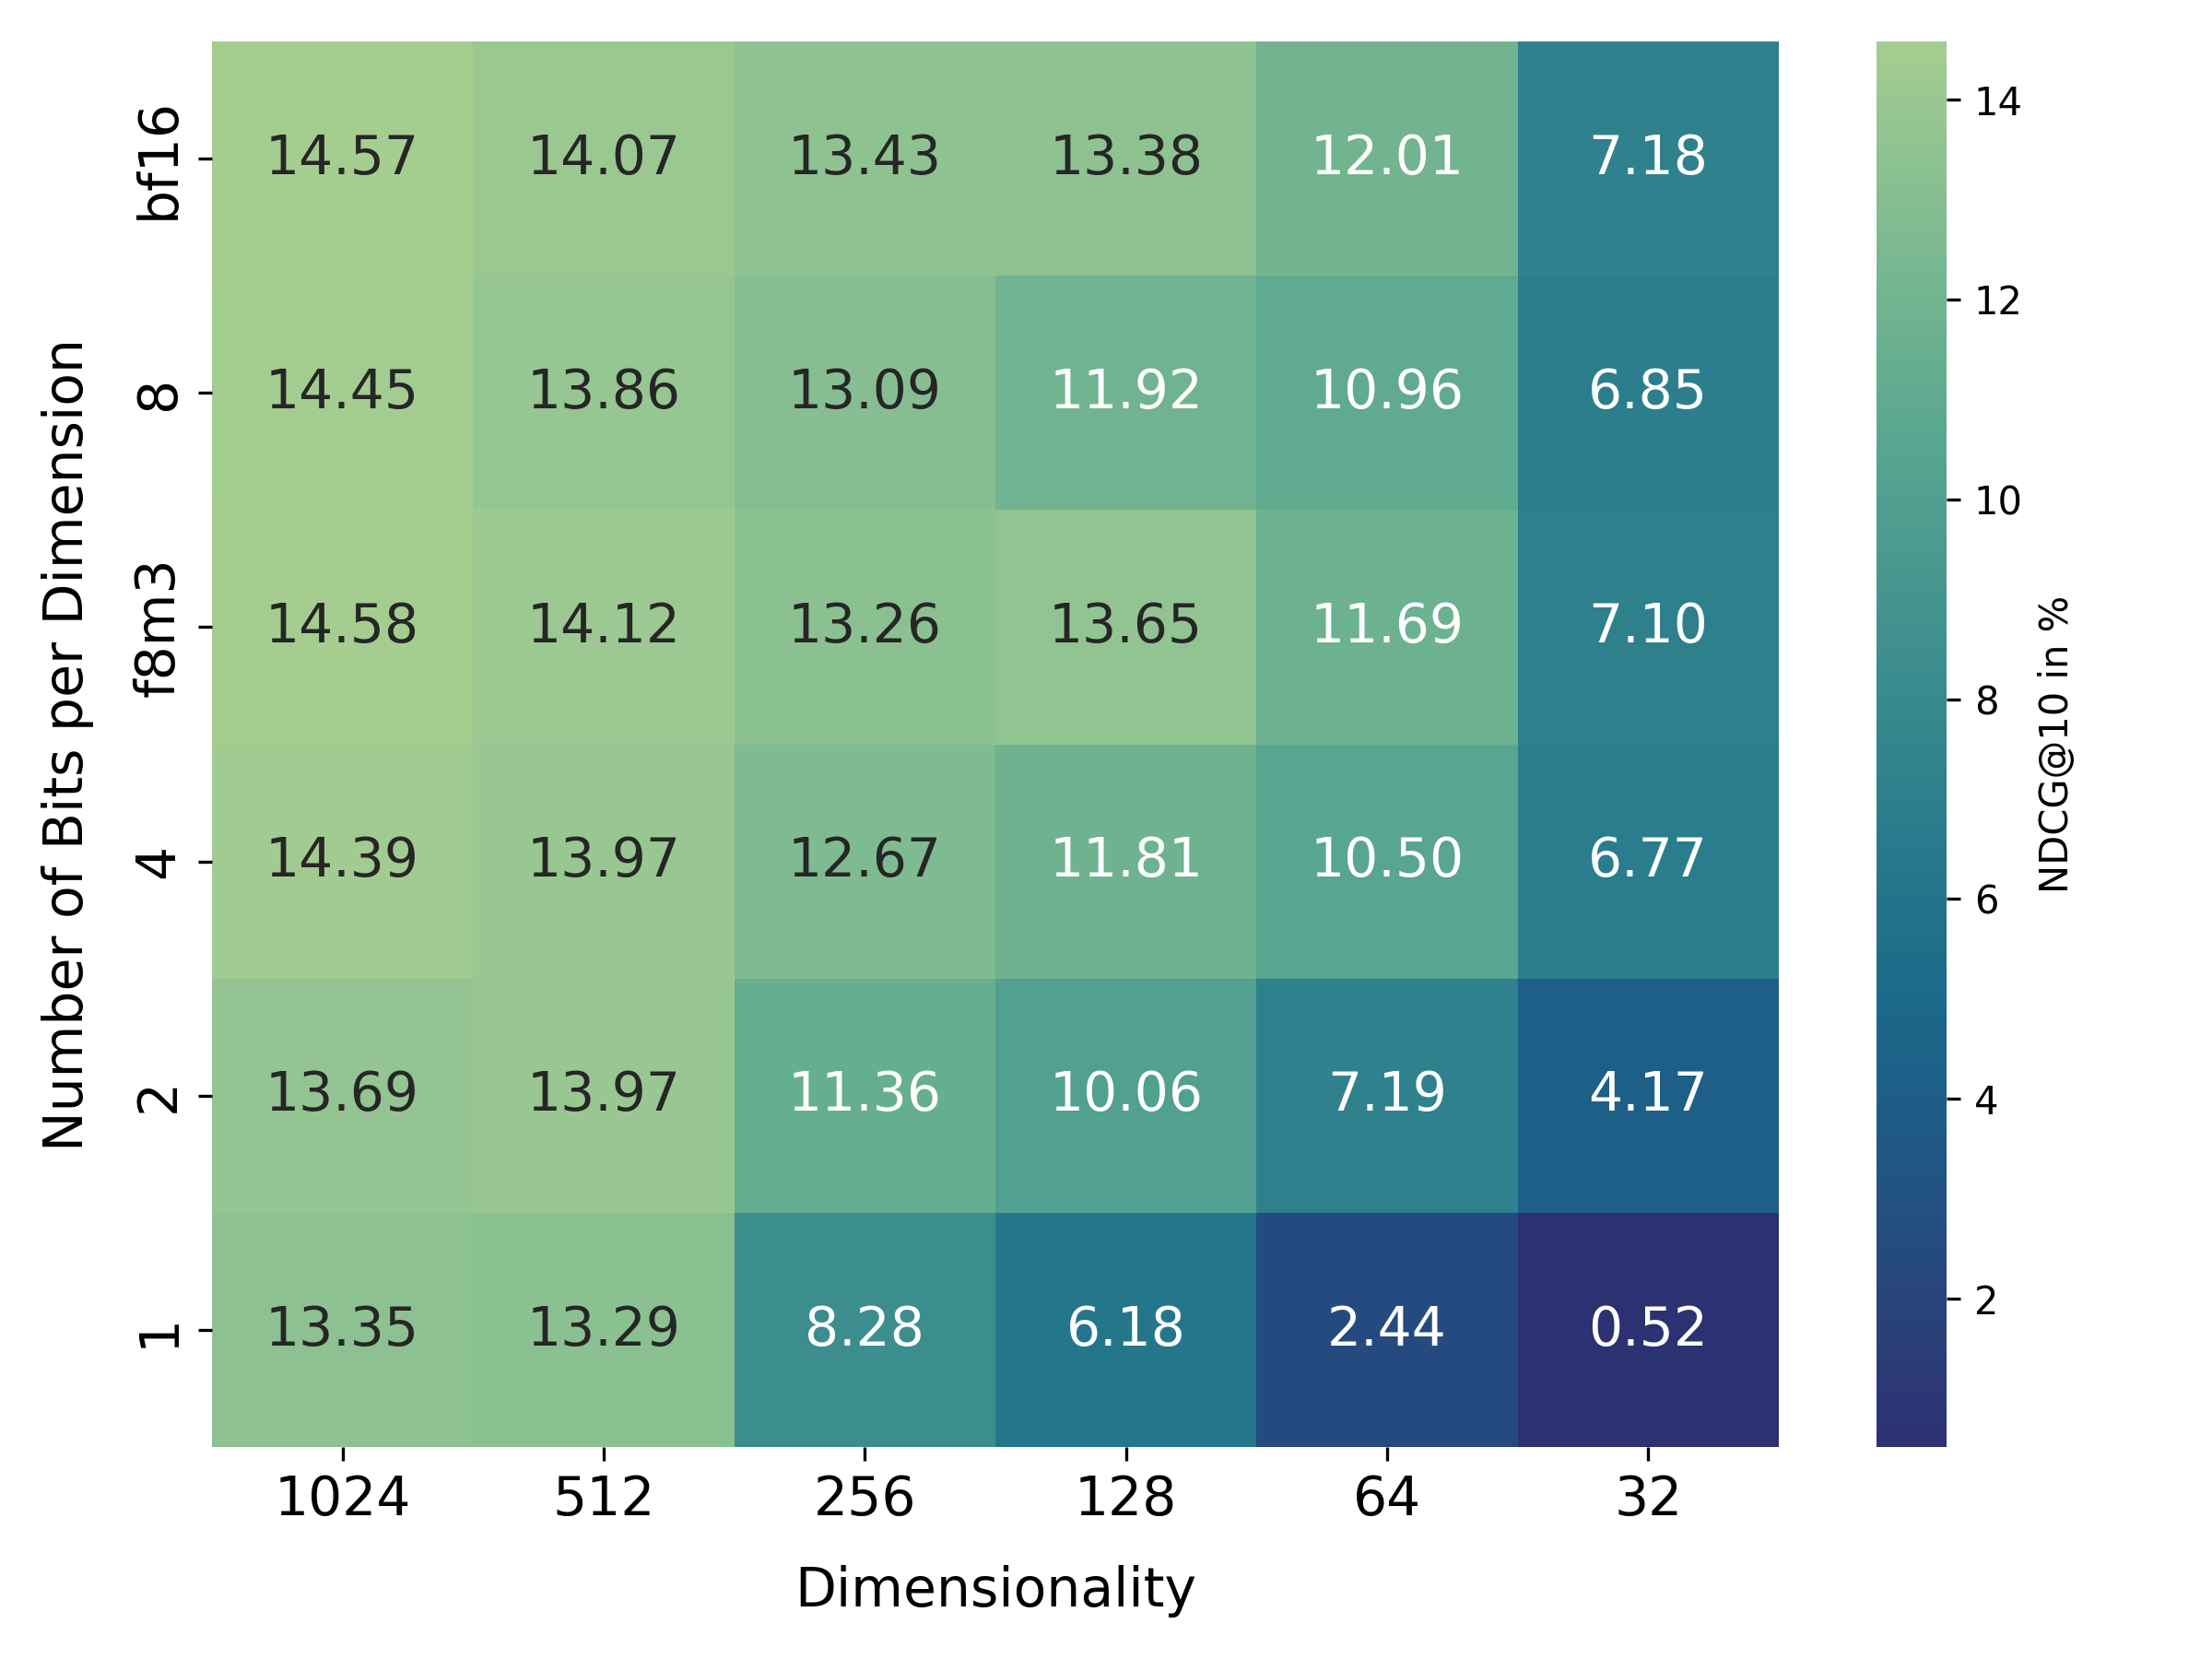 Number of Bits per Dimension
bf16 14.57 14.07 13.43 13.38 12.01 7.18
8 14.45 13.86 13.09 11.92 10.96 6.85
f8m3 14.58 14.12 13.26 13.65 11.69 7.10
4 14.39 13.97 12.67 11.81 10.50 6.77
2 13.69 13.97 11.36 10.06 7.19 4.17
1 13.35 13.29 8.28 6.18 2.44 0.52
1024 512 256 128 64 32
Dimensionality
14
12
10
8
6
4
2
NDCG@10 in %